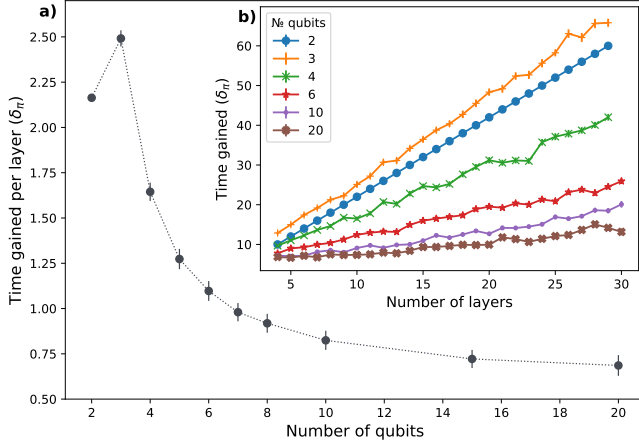 a)
Time gained per layer (δπ)
2.50
2.25
2.00
1.75
1.50
1.25
1.00
0.75
0.50
2 4 6 8 10 12 14 16 18 20
Number of qubits
b)
Time gained (δπ)
60
50
40
30
20
10
№ qubits
2
3
4
6
10
20
5 10 15 20 25 30
Number of layers